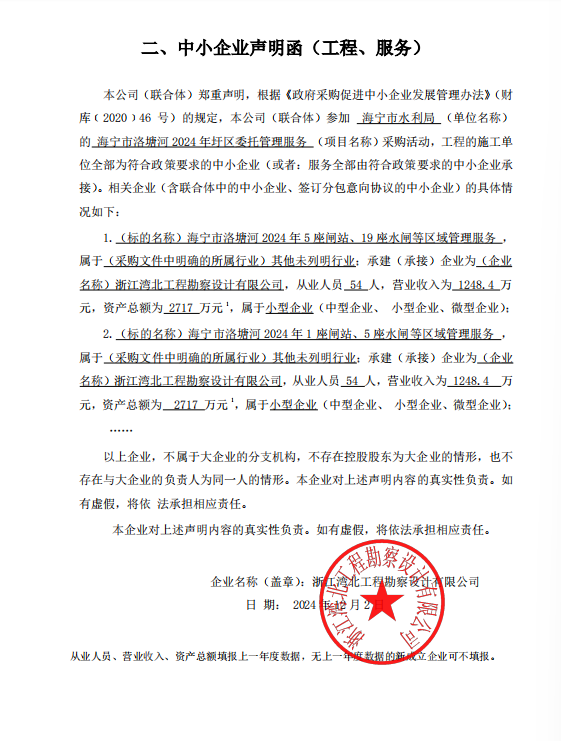 二、中小企业声明函（工程、服务）
本公司（联合体）郑重声明，根据《政府采购促进中小企业发展管理办法》（财
库﹝2020﹞46 号）的规定，本公司（联合体）参加 海宁市水利局 （单位名称）
的 海宁市洛塘河 2024 年圩区委托管理服务 （项目名称）采购活动，工程的施工单
位全部为符合政策要求的中小企业（或者：服务全部由符合政策要求的中小企业承
接）。相关企业（含联合体中的中小企业、签订分包意向协议的中小企业）的具体情
况如下：
1. （标的名称）海宁市洛塘河 2024 年 5 座闸站、19 座水闸等区域管理服务 ，
属于（采购文件中明确的所属行业）其他未列明行业；承建（承接）企业为（企业
名称）浙江湾北工程勘察设计有限公司，从业人员 54 人，营业收入为 1248.4 万
元，资产总额为 2717 万元¹，属于小型企业（中型企业、 小型企业、微型企业）；
2. （标的名称）海宁市洛塘河 2024 年 1 座闸站、5 座水闸等区域管理服务 ，
属于（采购文件中明确的所属行业）其他未列明行业；承建（承接）企业为（企业
名称）浙江湾北工程勘察设计有限公司，从业人员 54 人，营业收入为 1248.4 万
元，资产总额为 2717 万元¹，属于小型企业（中型企业、 小型企业、微型企业）；
……
以上企业，不属于大企业的分支机构，不存在控股股东为大企业的情形，也不
存在与大企业的负责人为同一人的情形。本企业对上述声明内容的真实性负责。如
有虚假，将依 法承担相应责任。
本企业对上述声明内容的真实性负责。如有虚假，将依法承担相应责任。
企业名称（盖章）：浙江湾北工程勘察设计有限公司
日 期： 2024 年 12 月 2
浙江湾北工程勘察设计有限公司
从业人员、营业收入、资产总额填报上一年度数据，无上一年度数据的新成立企业可不填报。